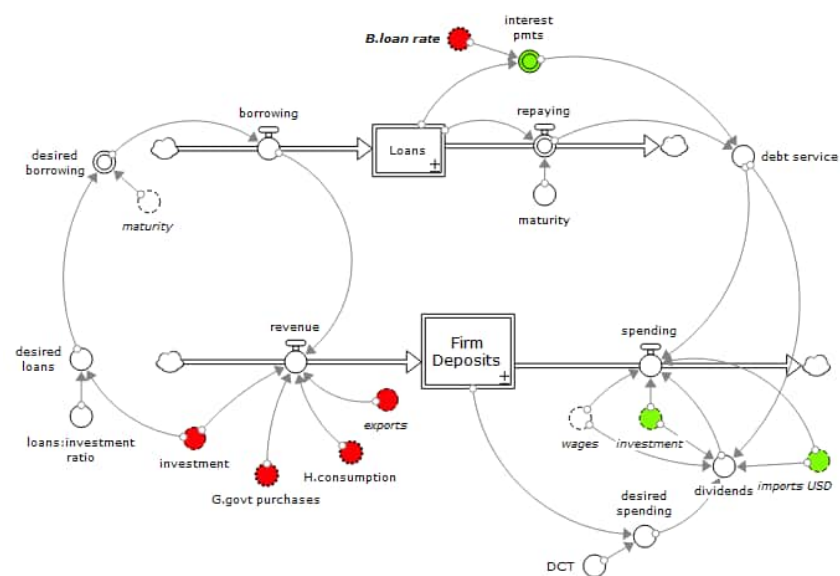 interest
pmts
B.loan rate
borrowing
repaying
Loans
±
desired
borrowing
debt service
maturity
maturity
revenue
Firm
Deposits
±
spending
desired
loans
exports
loans:investment
ratio
investment
wages
investment
H.consumption
G.govt purchases
dividends
imports USD
desired
spending
DCT